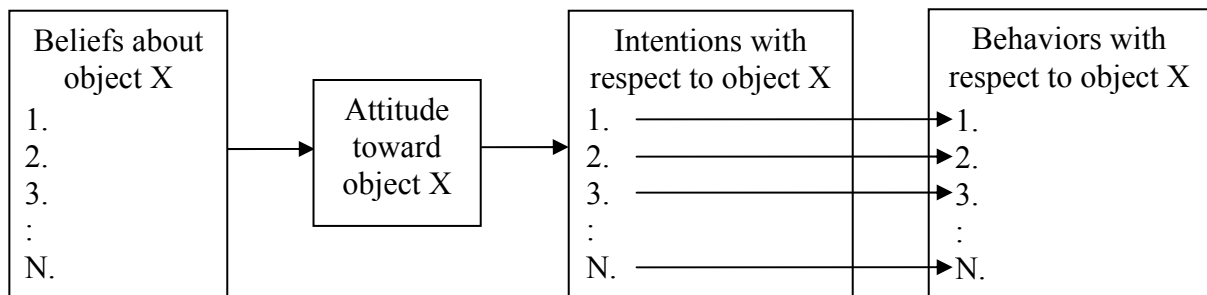 Beliefs about
object X
1.
2.
3.
:
N.
Attitude
toward
object X
Intentions with
respect to object X
1.
2.
3.
:
N.
Behaviors with
respect to object X
1.
2.
3.
:
N.